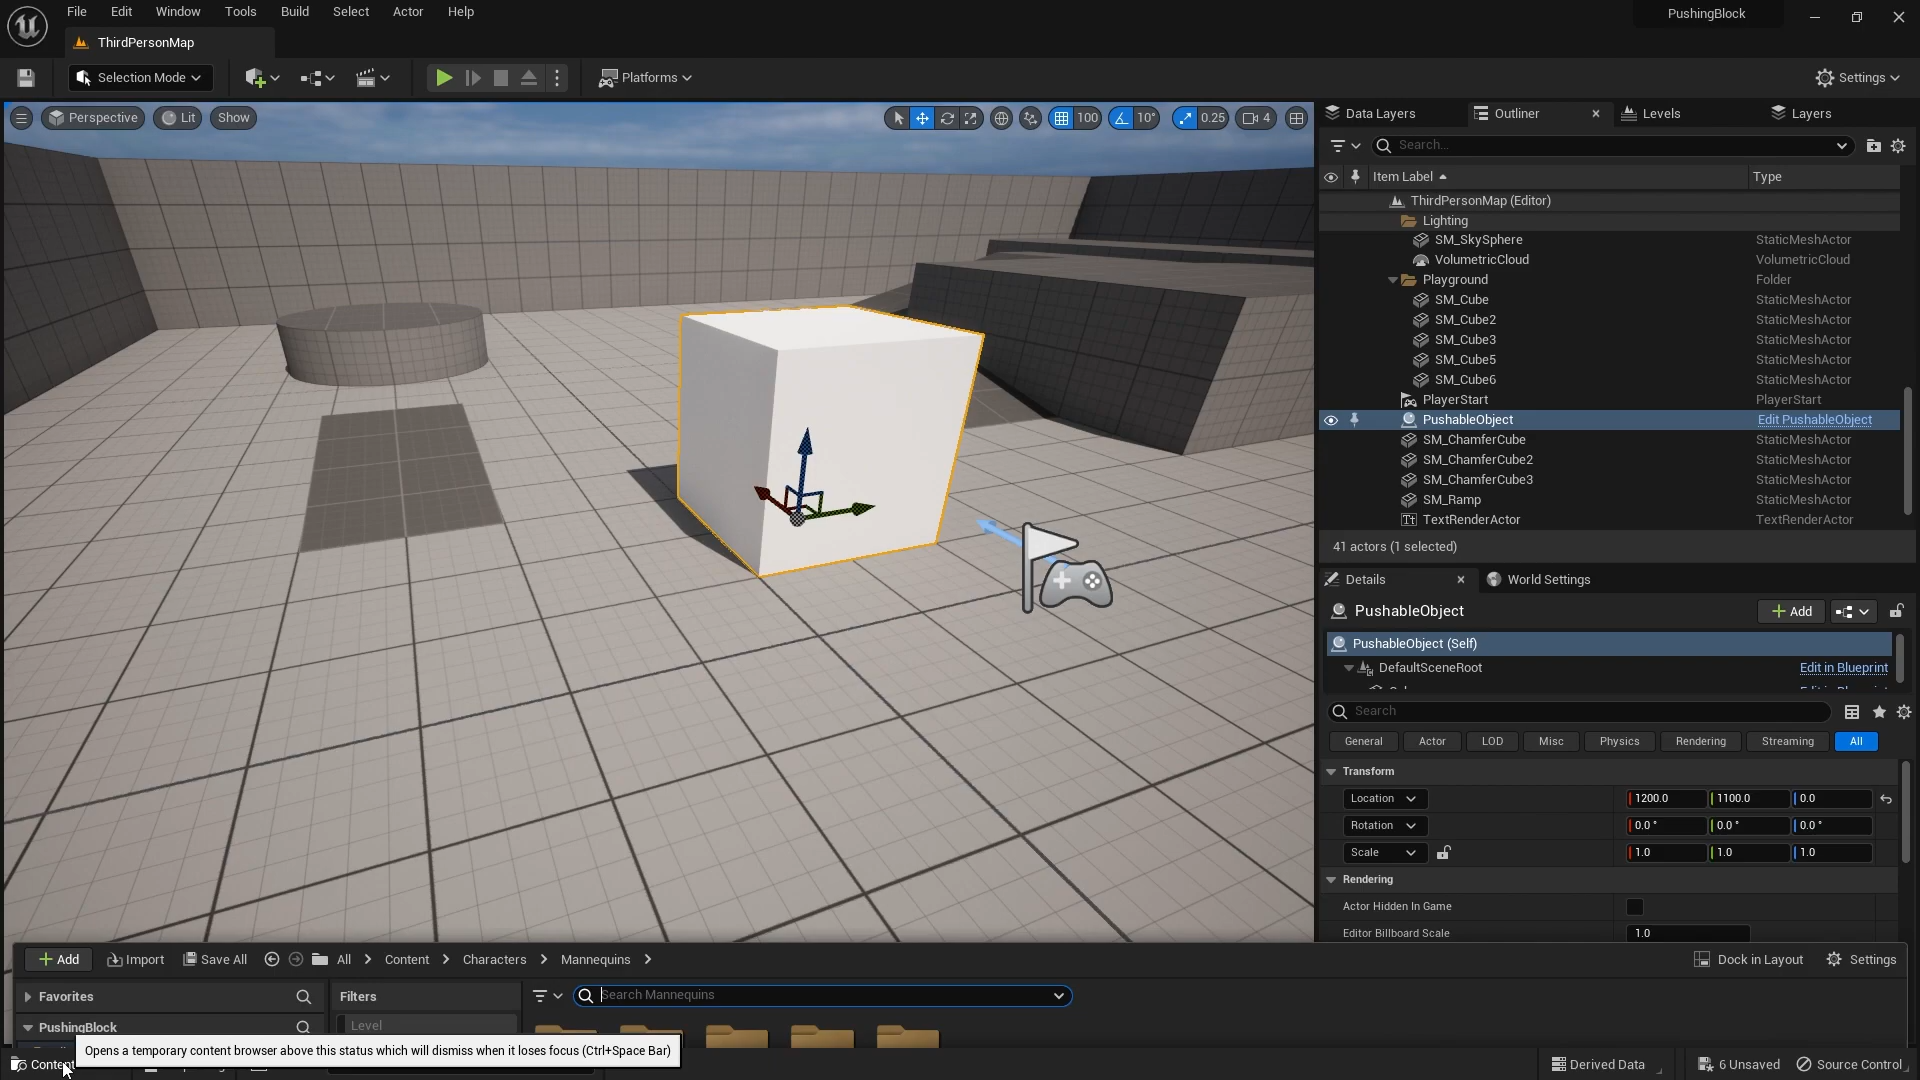 File Edit Window Tools Build Select Actor Help
PushingBlock
ThirdPersonMap
Selection Mode
Platforms
Settings
Perspective Lit Show
100 10° 0.25 4
Data Layers Outliner Levels Layers
Search...
Item Label Type
ThirdPersonMap (Editor)
Lighting
SM_SkySphere StaticMeshActor
VolumetricCloud VolumetricCloud
Playground Folder
SM_Cube StaticMeshActor
SM_Cube2 StaticMeshActor
SM_Cube3 StaticMeshActor
SM_Cube5 StaticMeshActor
SM_Cube6 StaticMeshActor
PlayerStart PlayerStart
PushableObject Edit PushableObject
SM_ChamferCube StaticMeshActor
SM_ChamferCube2 StaticMeshActor
SM_ChamferCube3 StaticMeshActor
SM_Ramp StaticMeshActor
TextRenderActor TextRenderActor
41 actors (1 selected)
Details World Settings
PushableObject Add
PushableObject (Self)
DefaultSceneRoot Edit in Blueprint
Search
General Actor LOD Misc Physics Rendering Streaming All
Transform
Location 1200.0 1100.0 0.0
Rotation 0.0 ° 0.0 ° 0.0 °
Scale 1.0 1.0 1.0
Rendering
Actor Hidden In Game
Editor Billboard Scale 1.0
Add Import Save All All Content Characters Mannequins Dock in Layout Settings
Favorites Filters Search Mannequins
PushingBlock Level
Opens a temporary content browser above this status which will dismiss when it loses focus (Ctrl+Space Bar)
Derived Data 6 Unsaved Source Control